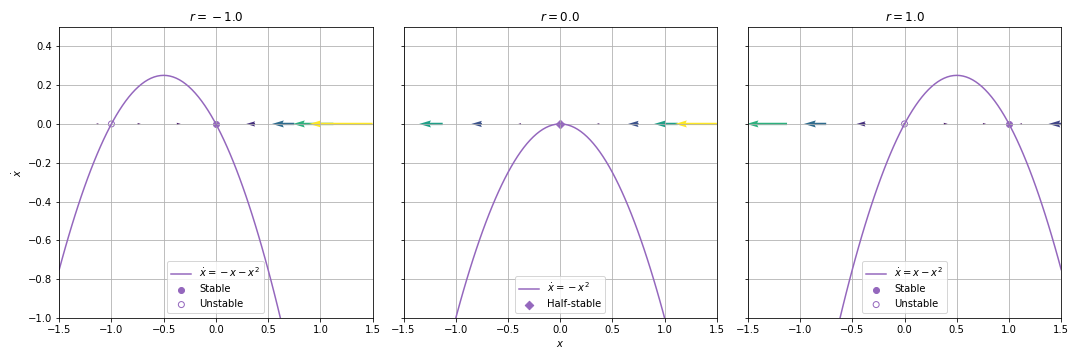 r = −1.0
r = 0.0
r = 1.0
0.4
0.2
0.0
−0.2
−0.4
−0.6
−0.8
−1.0
ẋ
ẋ = −x − x²
Stable
Unstable
−1.5 −1.0 −0.5 0.0 0.5 1.0 1.5
ẋ = −x²
Half-stable
−1.5 −1.0 −0.5 0.0 0.5 1.0 1.5
x
ẋ = x − x²
Stable
Unstable
−1.5 −1.0 −0.5 0.0 0.5 1.0 1.5